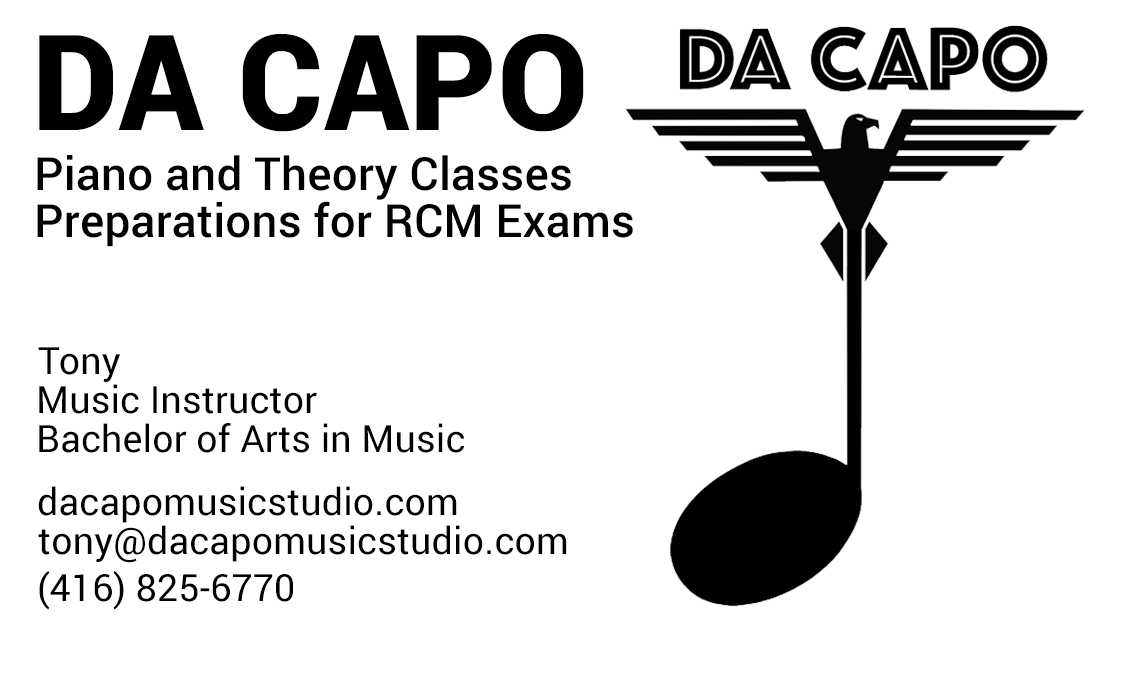 DA CAPO
Piano and Theory Classes
Preparations for RCM Exams
Tony
Music Instructor
Bachelor of Arts in Music
dacapomusicstudio.com
tony@dacapomusicstudio.com
(416) 825-6770
DA CAPO